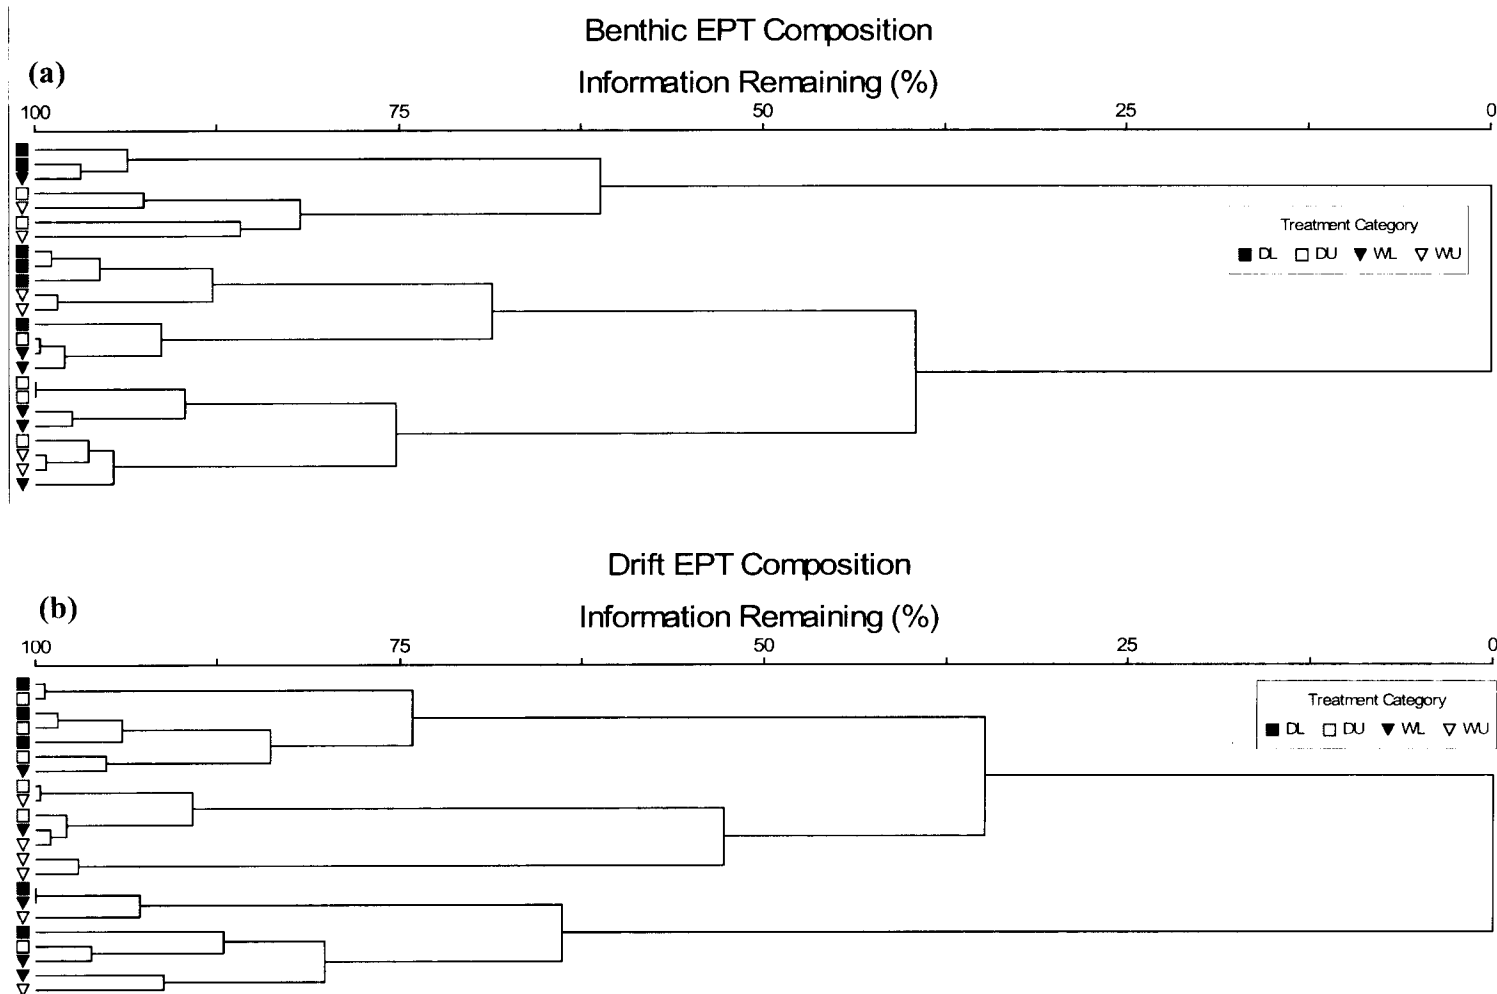 Benthic EPT Composition
(a)
Information Remaining (%)
100 75 50 25 0
Treatment Category
DL DU WL WU
Drift EPT Composition
(b)
Information Remaining (%)
100 75 50 25 0
Treatment Category
DL DU WL WU